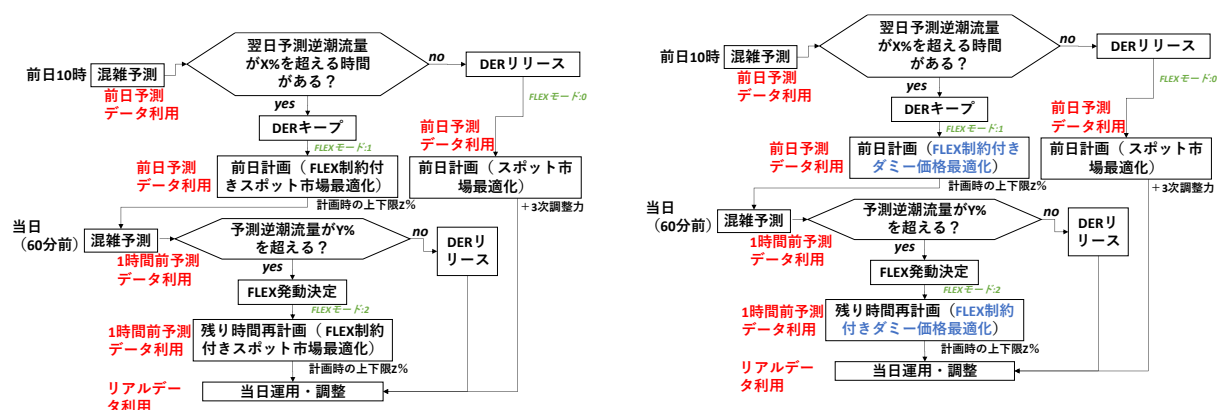 翌日予測逆潮流量
がX%を超える時間
がある？
no
DERリリース
前日10時
混雑予測
前日予測
データ利用
yes
FLEXモード:0
DERキープ
FLEXモード:1
前日予測
データ利用
前日予測
データ利用
前日計画（FLEX制約付
きスポット市場最適化）
前日計画（スポット市
場最適化）
計画時の上下限z%
＋3次調整力
当日
（60分前）
混雑予測
予測逆潮流量がY%
を超える？
no
DERリ
リース
1時間前予測
データ利用
yes
FLEX発動決定
FLEXモード:2
1時間前予測
データ利用
残り時間再計画（FLEX制約
付きスポット市場最適化）
計画時の上下限z%
リアルデー
タ利用
当日運用・調整
翌日予測逆潮流量
がX%を超える時間
がある？
no
DERリリース
前日10時
混雑予測
前日予測
データ利用
yes
FLEXモード:0
DERキープ
FLEXモード:1
前日予測
データ利用
前日予測
データ利用
前日計画（FLEX制約付き
ダミー価格最適化）
前日計画（スポット市
場最適化）
計画時の上下限z%
＋3次調整力
当日
（60分前）
混雑予測
予測逆潮流量がY%
を超える？
no
DERリ
リース
1時間前予測
データ利用
yes
FLEX発動決定
FLEXモード:2
1時間前予測
データ利用
残り時間再計画（FLEX制約
付きダミー価格最適化）
計画時の上下限z%
リアルデー
タ利用
当日運用・調整